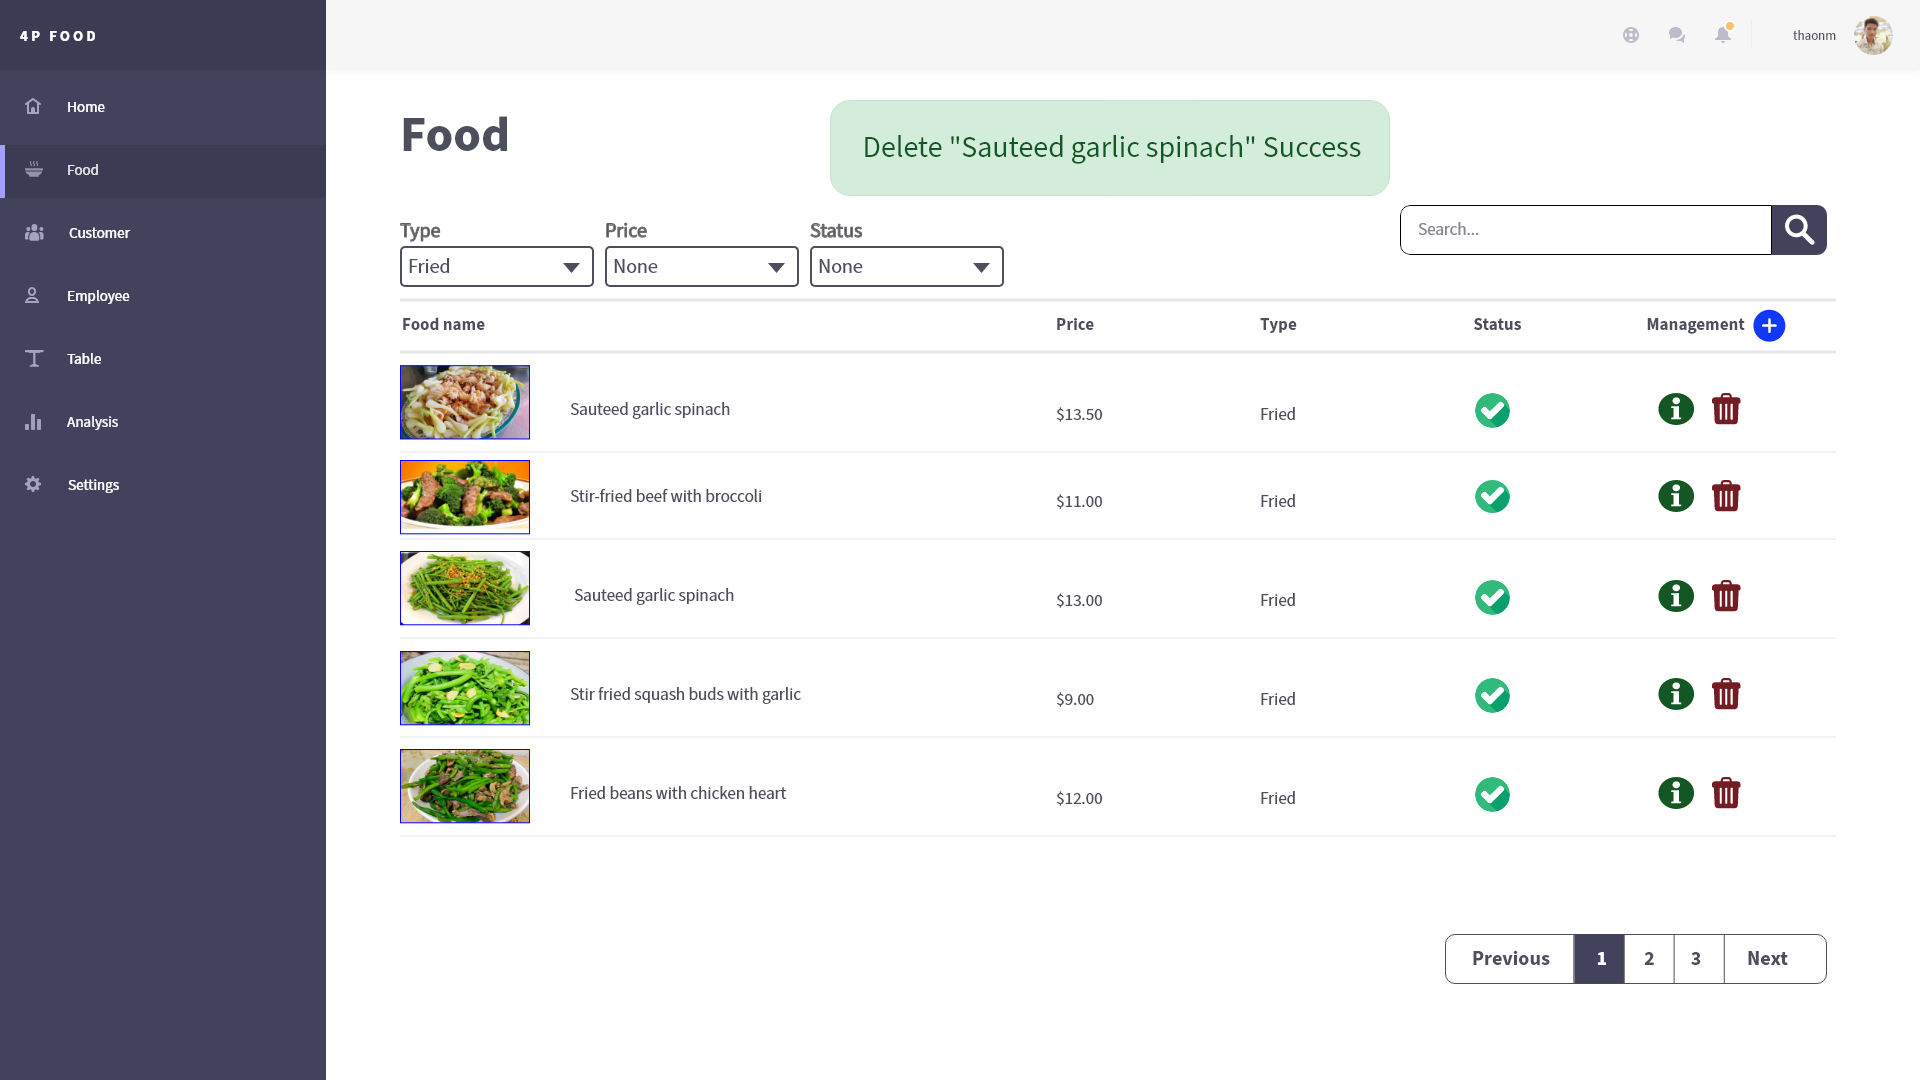 4P FOOD
thaonm
Home
Food
Customer
Employee
Table
Analysis
Settings
Food
Delete "Sauteed garlic spinach" Success
Type
Price
Status
Fried
None
None
Search...
Food name
Price
Type
Status
Management
Sauteed garlic spinach
$13.50
Fried
Stir-fried beef with broccoli
$11.00
Fried
Sauteed garlic spinach
$13.00
Fried
Stir fried squash buds with garlic
$9.00
Fried
Fried beans with chicken heart
$12.00
Fried
Previous
1
2
3
Next